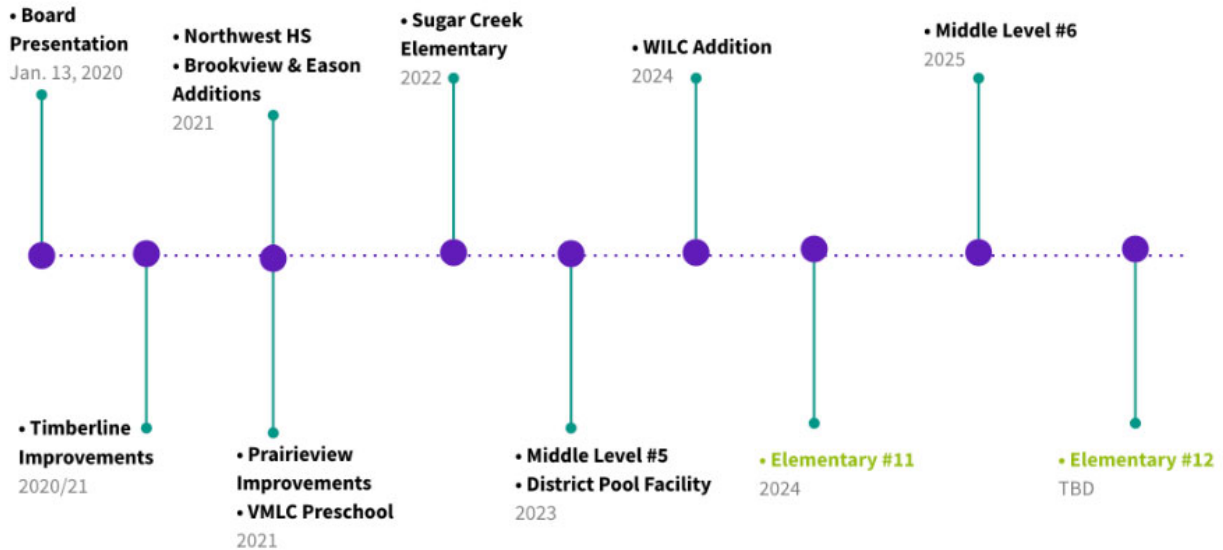 • Board
Presentation
Jan. 13, 2020
• Northwest HS
• Brookview & Eason
Additions
2021
• Sugar Creek
Elementary
2022
• WILC Addition
2024
• Middle Level #6
2025
• Timberline
Improvements
2020/21
• Prairieview
Improvements
• VMLC Preschool
2021
• Middle Level #5
• District Pool Facility
2023
• Elementary #11
2024
• Elementary #12
TBD